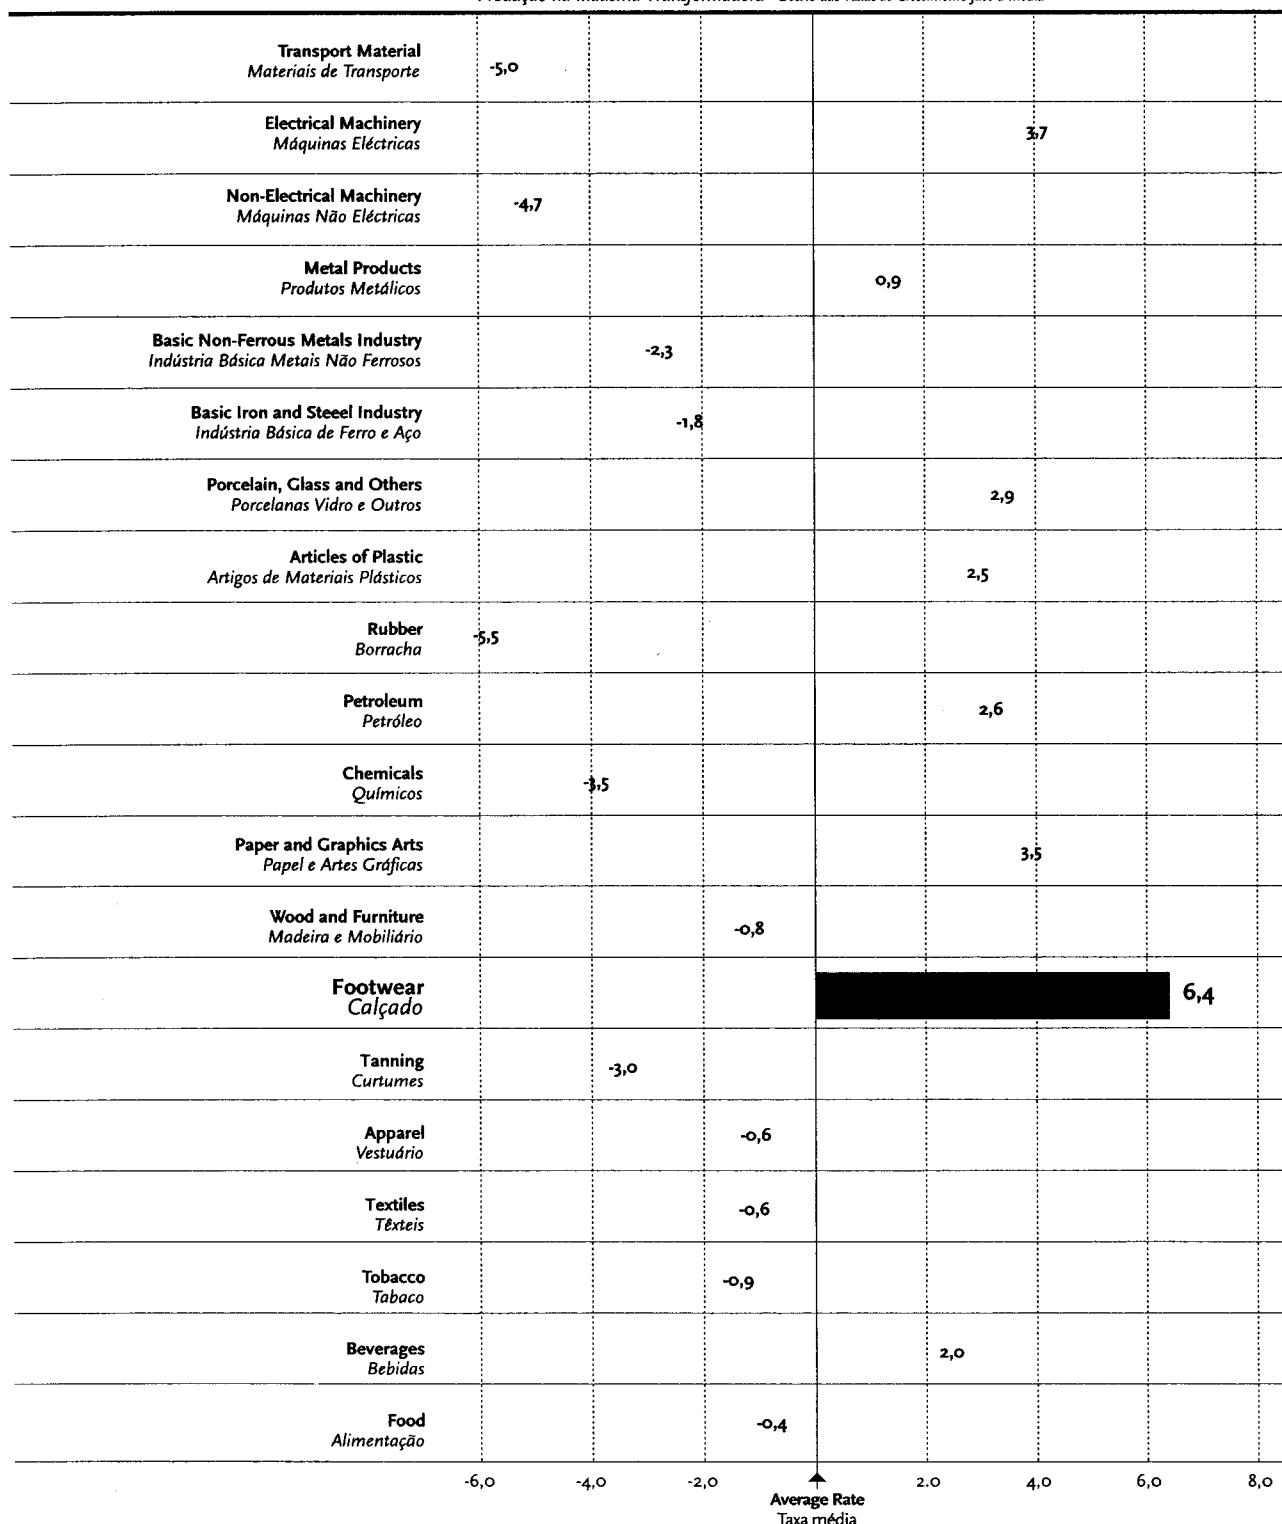 Transport Material
Materiais de Transporte
-5,0
Electrical Machinery
Máquinas Eléctricas
3,7
Non-Electrical Machinery
Máquinas Não Eléctricas
-4,7
Metal Products
Produtos Metálicos
0,9
Basic Non-Ferrous Metals Industry
Indústria Básica Metais Não Ferrosos
-2,3
Basic Iron and Steeel Industry
Indústria Básica de Ferro e Aço
-1,8
Porcelain, Glass and Others
Porcelanas Vidro e Outros
2,9
Articles of Plastic
Artigos de Materiais Plásticos
2,5
Rubber
Borracha
-5,5
Petroleum
Petróleo
2,6
Chemicals
Químicos
-3,5
Paper and Graphics Arts
Papel e Artes Gráficas
3,5
Wood and Furniture
Madeira e Mobiliário
-0,8
Footwear
Calçado
6,4
Tanning
Curtumes
-3,0
Apparel
Vestuário
-0,6
Textiles
Têxteis
-0,6
Tobacco
Tabaco
-0,9
Beverages
Bebidas
2,0
Food
Alimentação
-0,4
-6,0 -4,0 -2,0 2.0 4,0 6,0 8,0
Average Rate
Taxa média